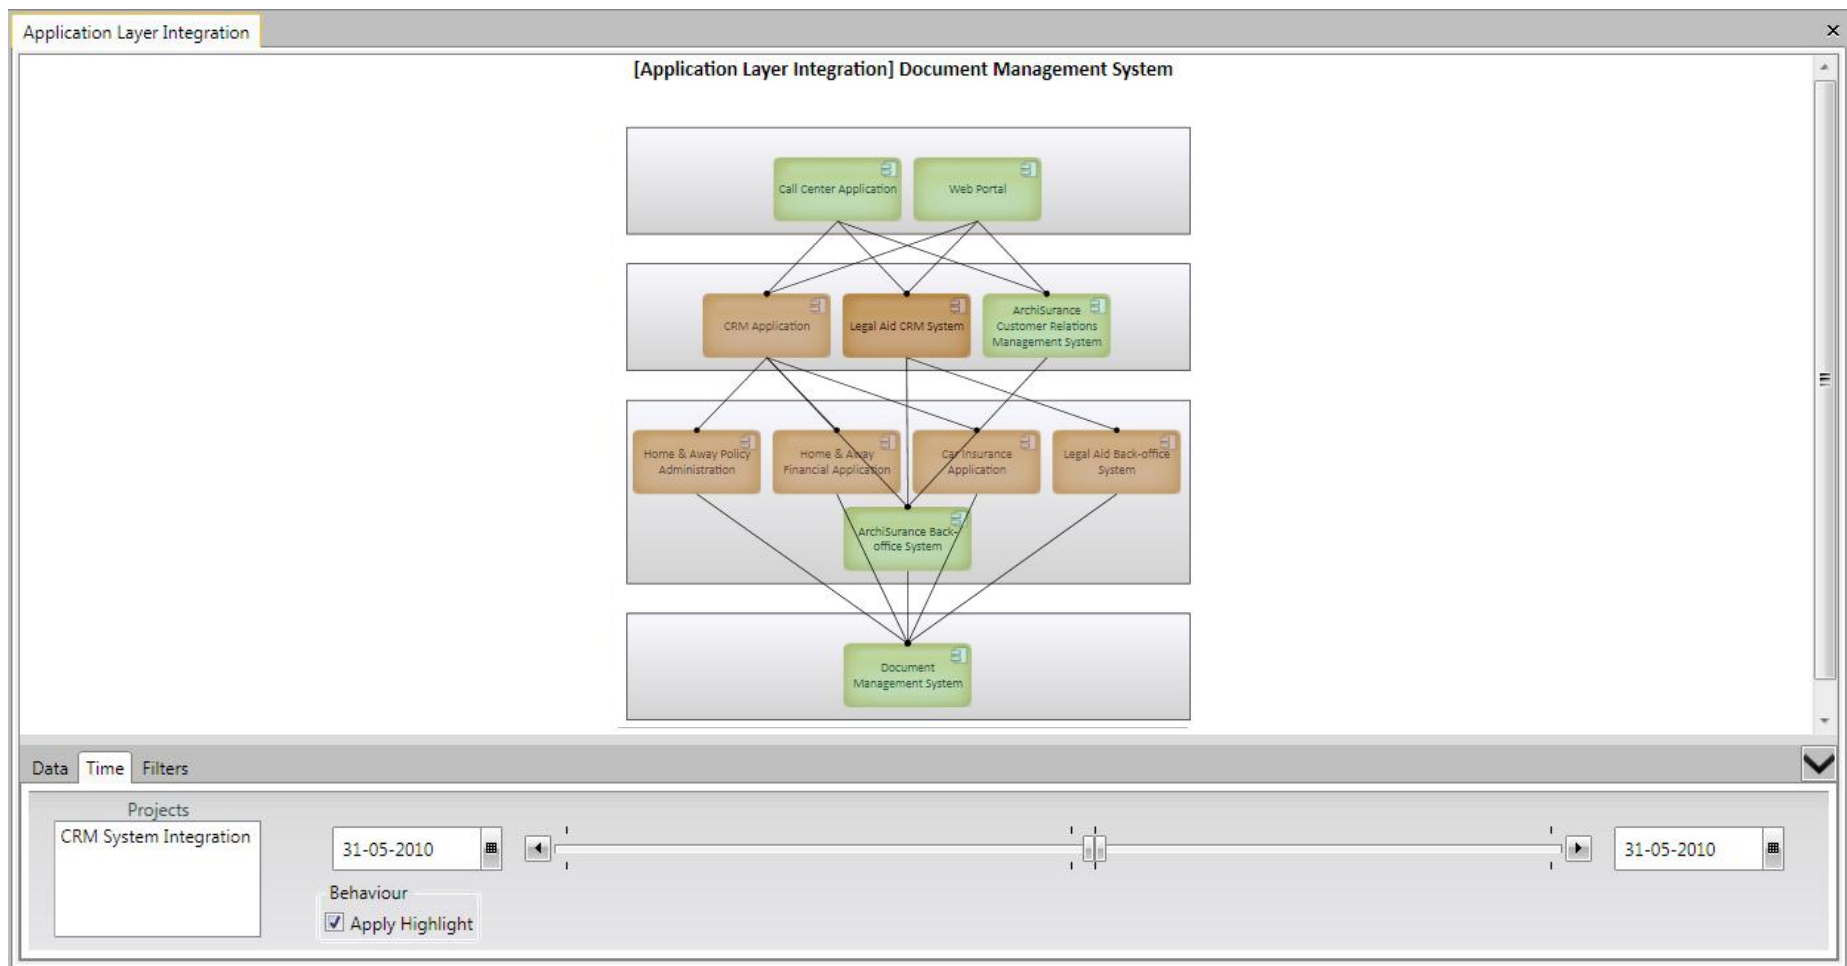 Application Layer Integration
[Application Layer Integration] Document Management System
Call Center Application
Web Portal
CRM Application
Legal Aid CRM System
ArchiSurance
Customer Relations
Management System
Home & Away Policy
Administration
Home & Away
Financial Application
Car Insurance
Application
Legal Aid Back-office
System
ArchiSurance Back-
office System
Document
Management System
Data Time Filters
Projects
CRM System Integration
31-05-2010
31-05-2010
Behaviour
Apply Highlight